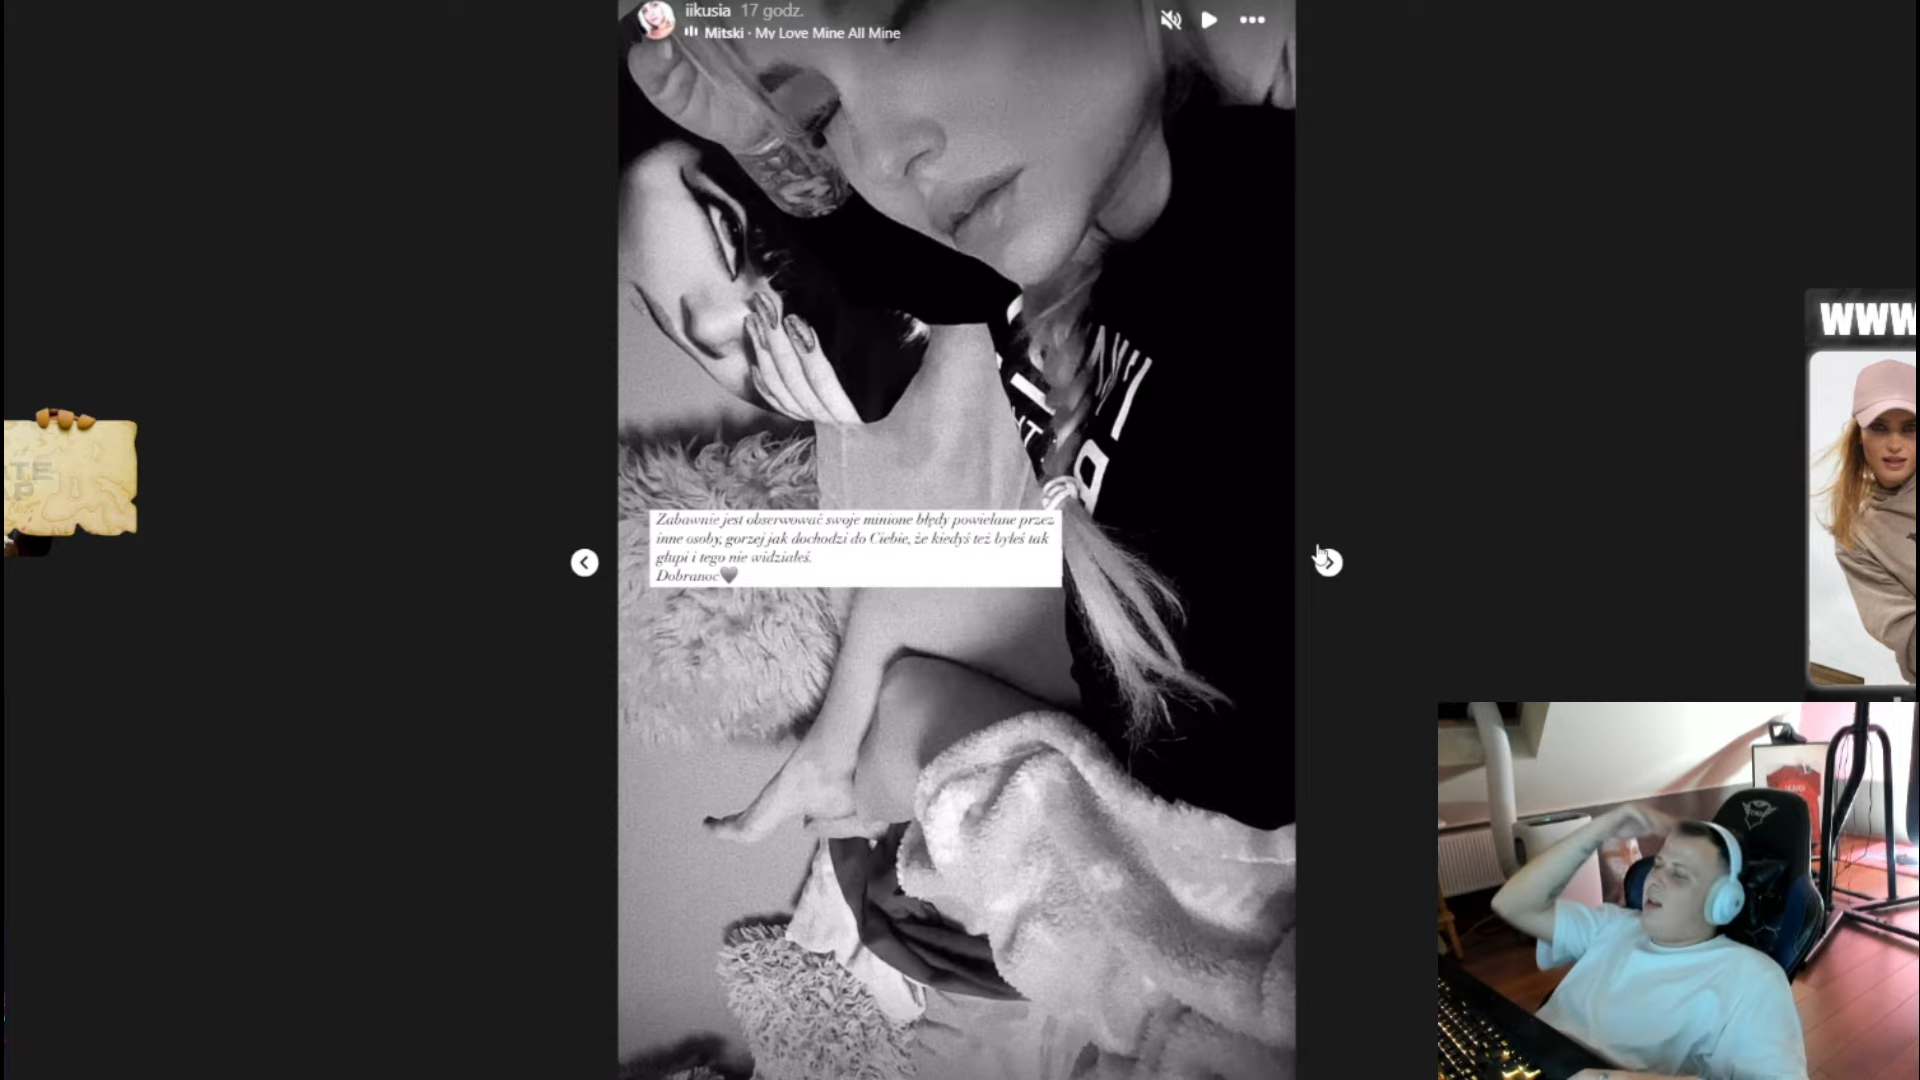 iikusia 17 godz.
Mitski · My Love Mine All Mine
WWW
TE
P
Zabawnie jest obserwować swoje minione błędy powielane przez
inne osoby, gorzej jak dochodzi do Ciebie, że kiedyś też byłeś tak
głupi i tego nie widziałeś.
Dobranoc🖤